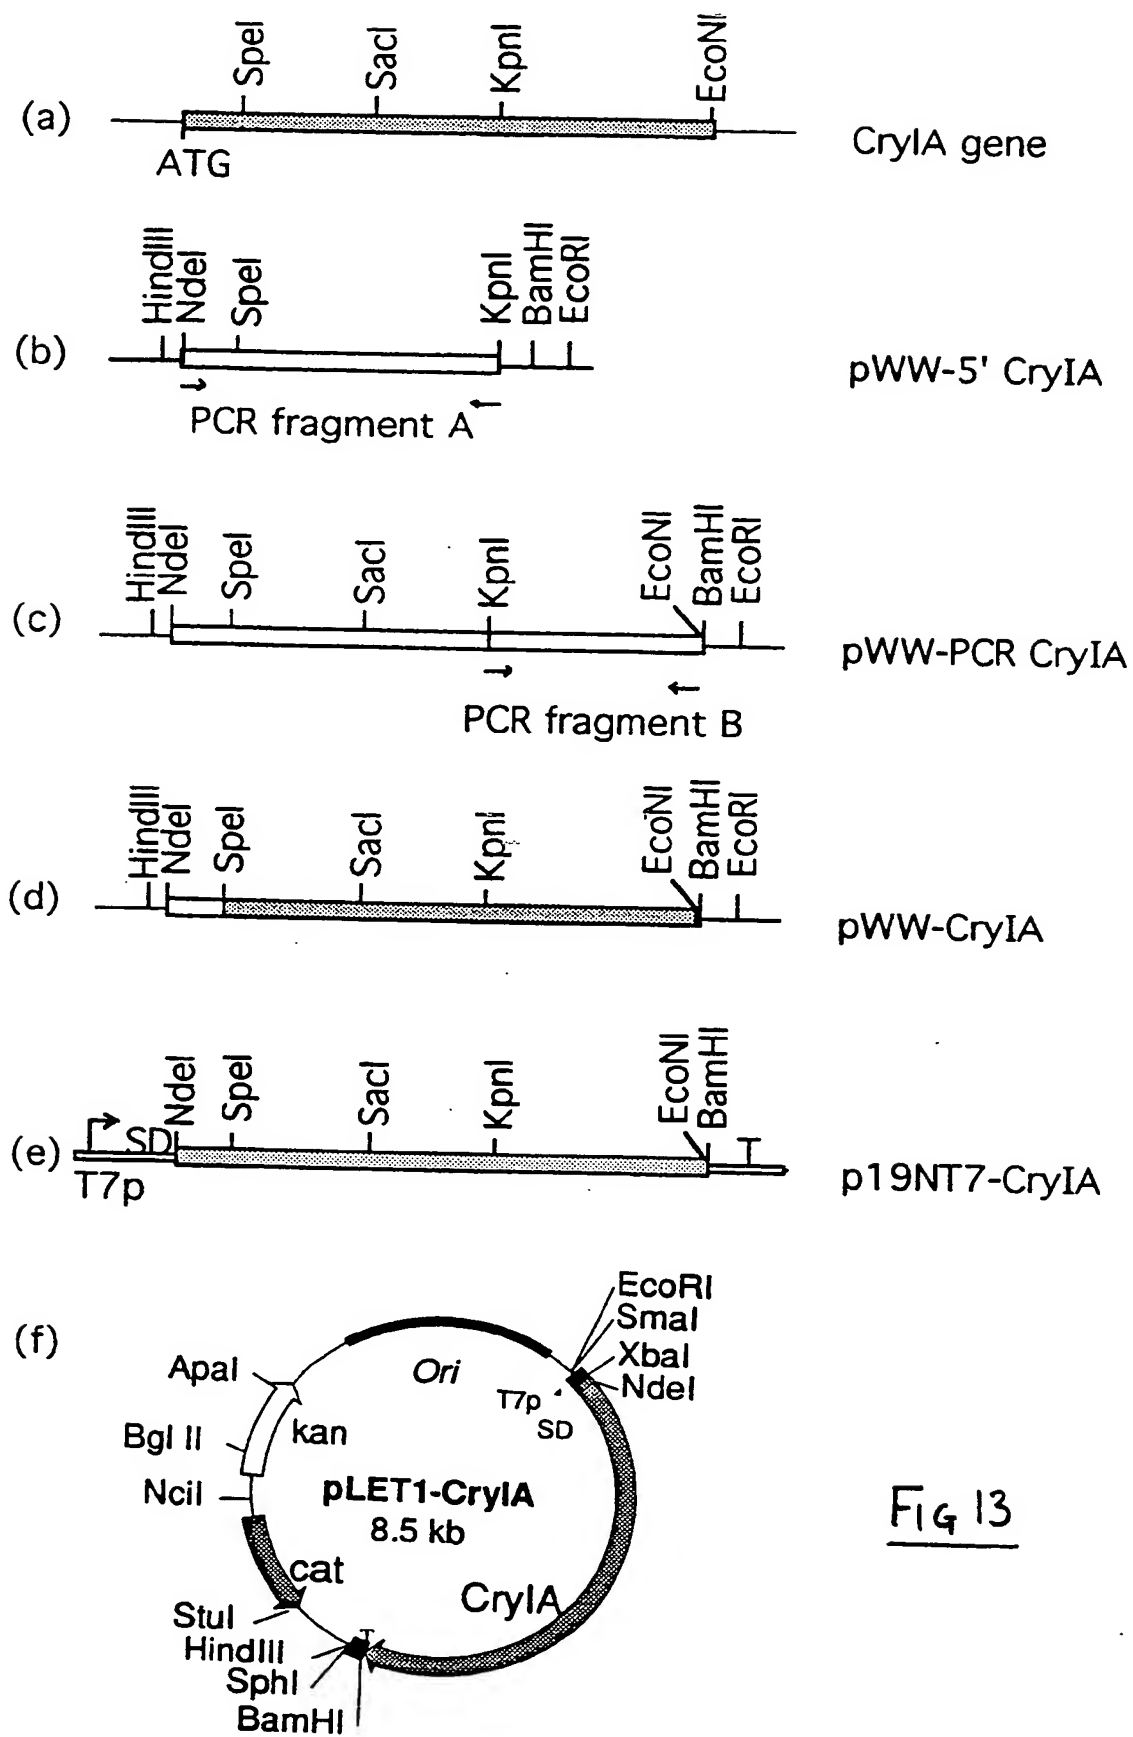 (a)
SpeI
SacI
KpnI
EcoNI
ATG
CryIA gene
(b)
HindIII
NdeI
SpeI
KpnI
BamHI
EcoRI
PCR fragment A
pWW-5' CryIA
(c)
HindIII
NdeI
SpeI
SacI
KpnI
EcoNI
BamHI
EcoRI
PCR fragment B
pWW-PCR CryIA
(d)
HindIII
NdeI
SpeI
SacI
KpnI
EcoNI
BamHI
EcoRI
pWW-CryIA
(e)
T7p
SD
NdeI
SpeI
SacI
KpnI
EcoNI
BamHI
T
p19NT7-CryIA
(f)
EcoRI
SmaI
XbaI
NdeI
Ori
T7p
SD
ApaI
kan
Bgl II
NciI
pLET1-CryIA
8.5 kb
cat
CryIA
StuI
HindIII
SphI
BamHI
T
FIG 13